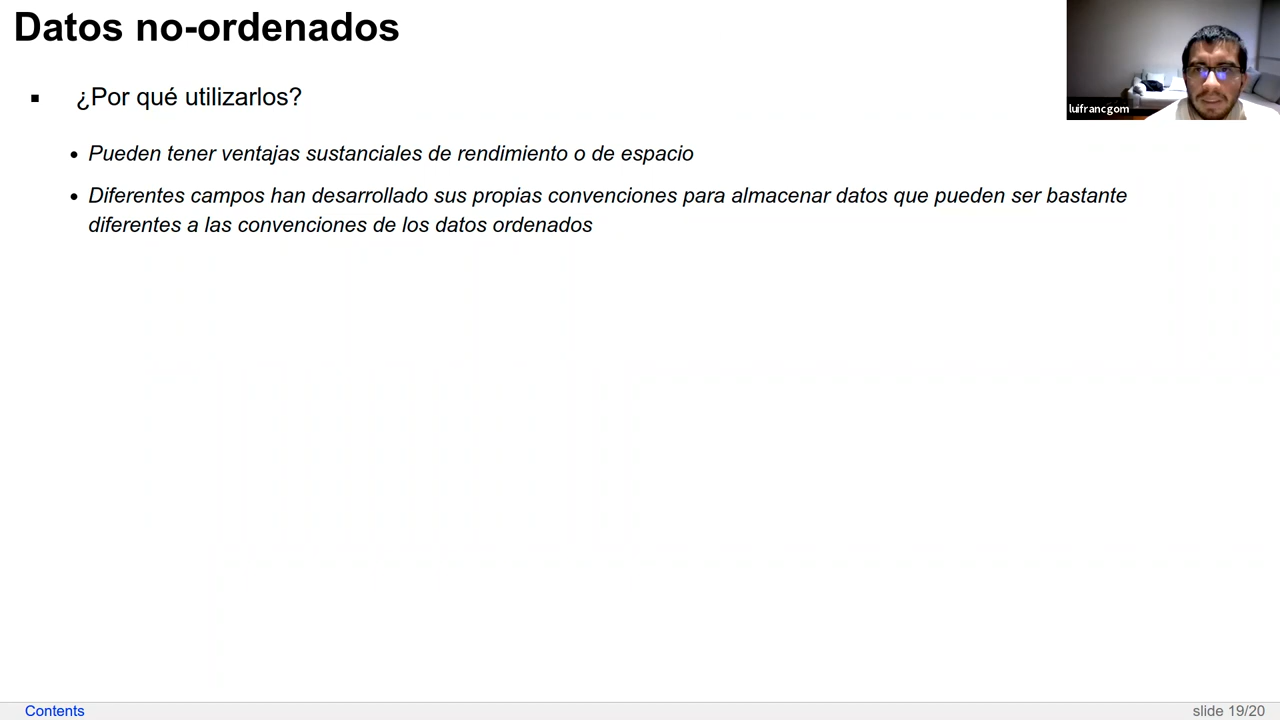 Datos no-ordenados
¿Por qué utilizarlos?
Pueden tener ventajas sustanciales de rendimiento o de espacio
Diferentes campos han desarrollado sus propias convenciones para almacenar datos que pueden ser bastante
diferentes a las convenciones de los datos ordenados
luifrancgom
Contents
slide 19/20